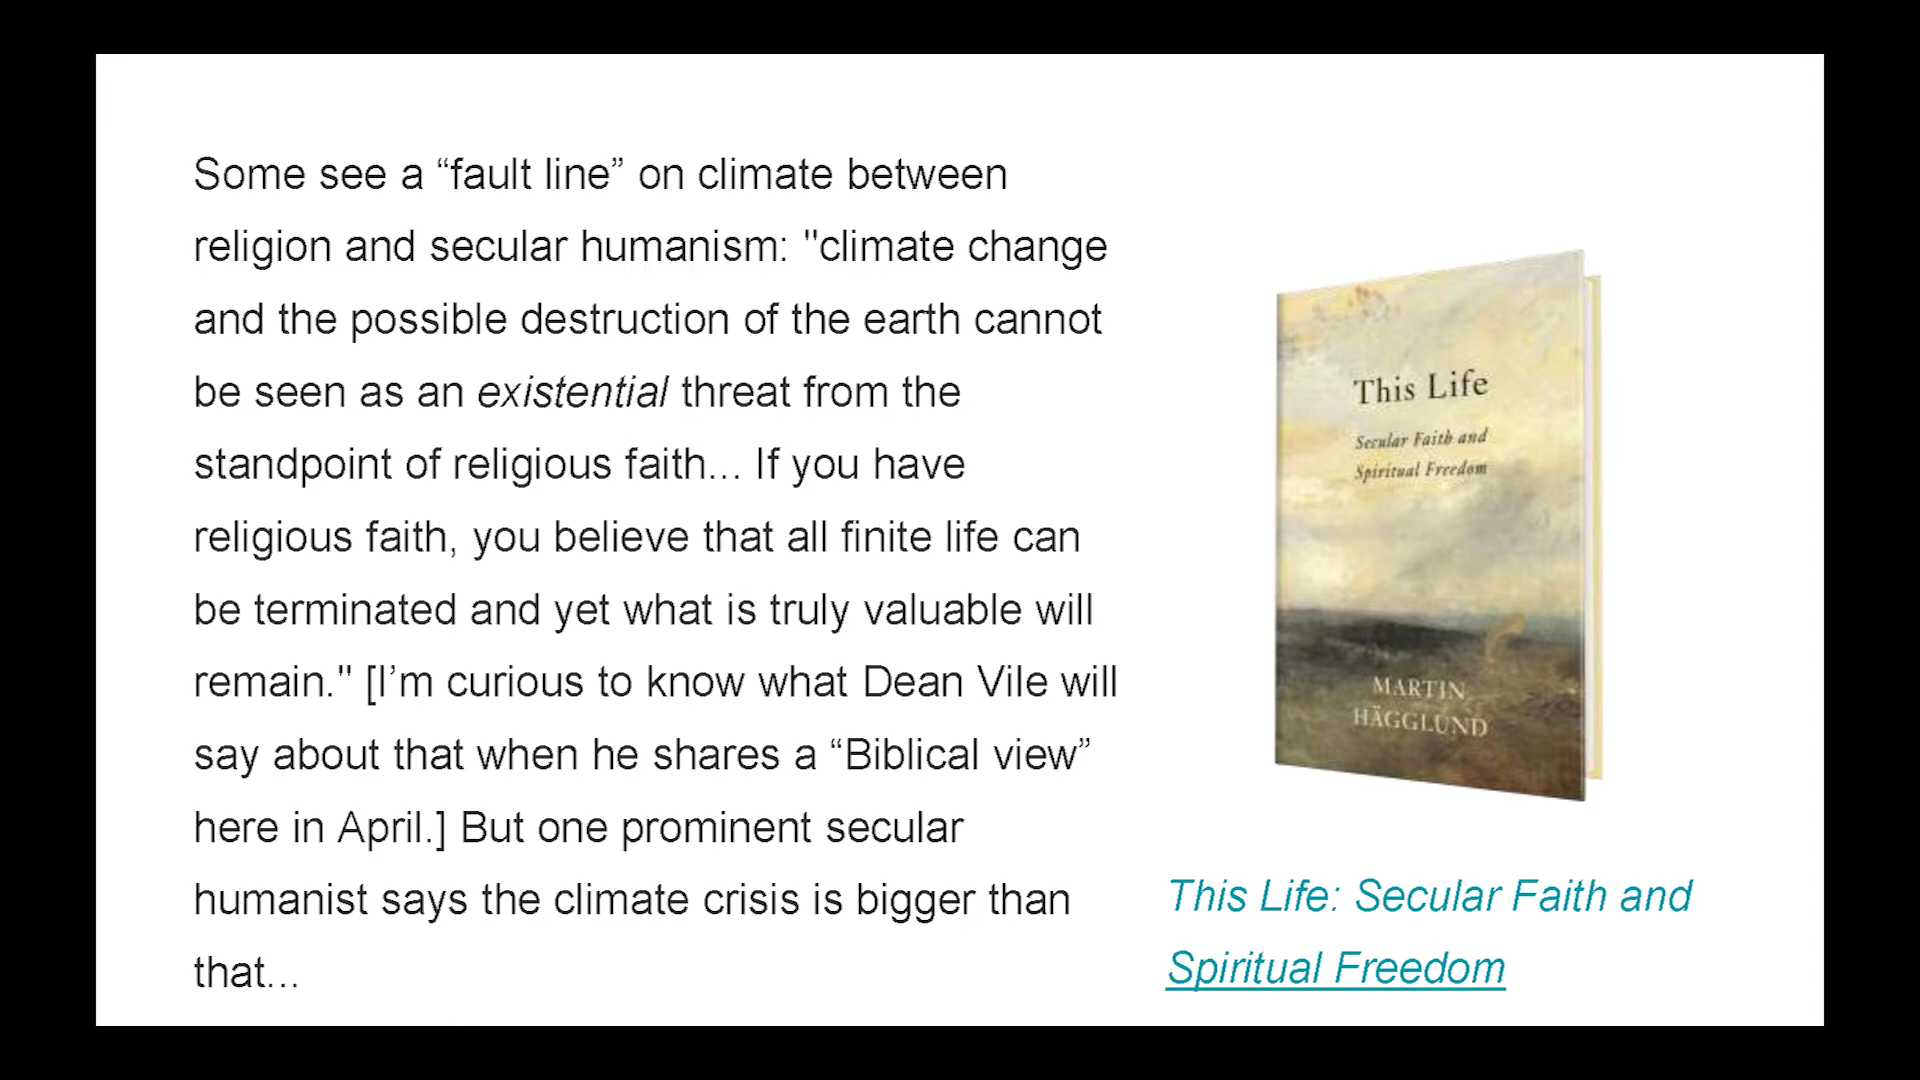 Some see a “fault line” on climate between
religion and secular humanism: "climate change
and the possible destruction of the earth cannot
be seen as an existential threat from the
standpoint of religious faith... If you have
religious faith, you believe that all finite life can
be terminated and yet what is truly valuable will
remain." [I’m curious to know what Dean Vile will
say about that when he shares a “Biblical view”
here in April.] But one prominent secular
humanist says the climate crisis is bigger than
that...
This Life
Secular Faith and
Spiritual Freedom
MARTIN
HÄGGLUND
This Life: Secular Faith and
Spiritual Freedom